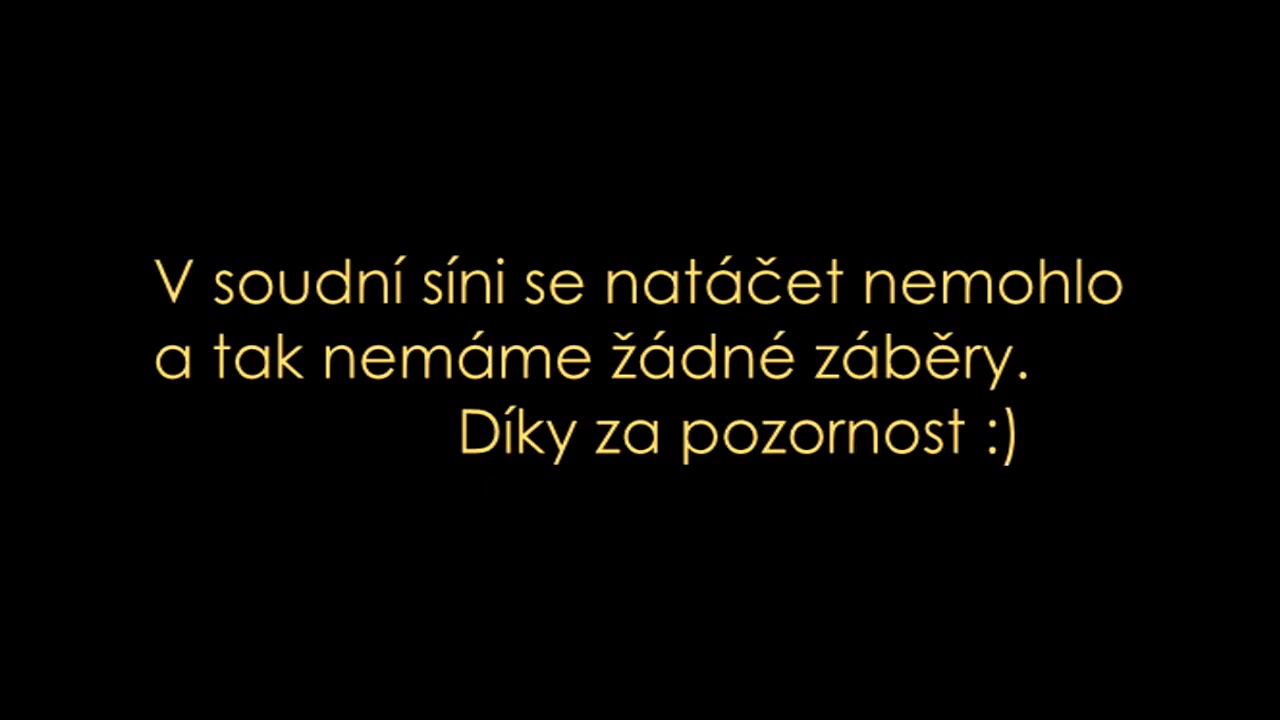 V soudní síni se natáčet nemohlo
a tak nemáme žádné záběry.
Díky za pozornost :)